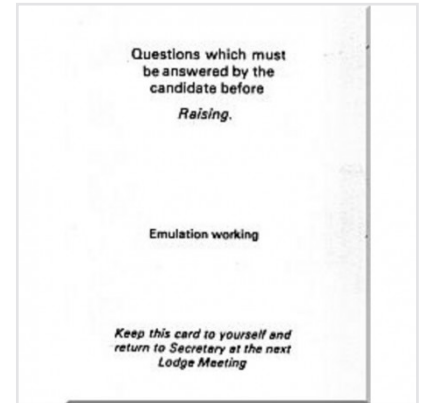 Questions which must
be answered by the
candidate before
Raising.
Emulation working
Keep this card to yourself and
return to Secretary at the next
Lodge Meeting